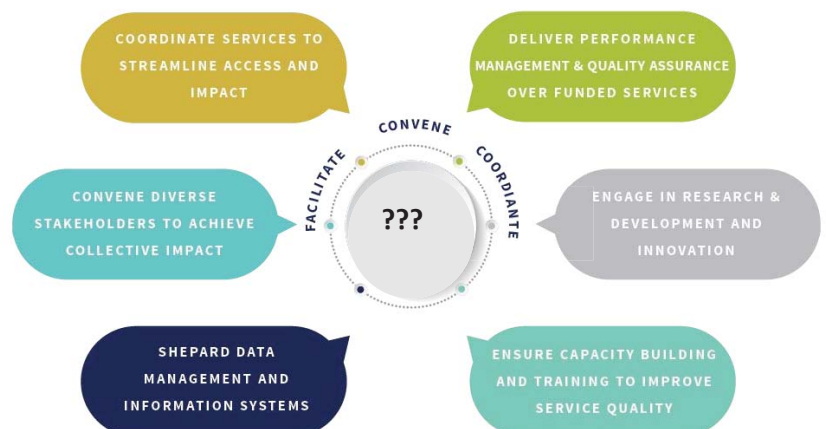 COORDINATE SERVICES TO
STREAMLINE ACCESS AND
IMPACT
DELIVER PERFORMANCE
MANAGEMENT & QUALITY ASSURANCE
OVER FUNDED SERVICES
FACILITATE
CONVENE
COORDIANTE
CONVENE DIVERSE
STAKEHOLDERS TO ACHIEVE
COLLECTIVE IMPACT
???
ENGAGE IN RESEARCH &
DEVELOPMENT AND
INNOVATION
SHEPARD DATA
MANAGEMENT AND
INFORMATION SYSTEMS
ENSURE CAPACITY BUILDING
AND TRAINING TO IMPROVE
SERVICE QUALITY